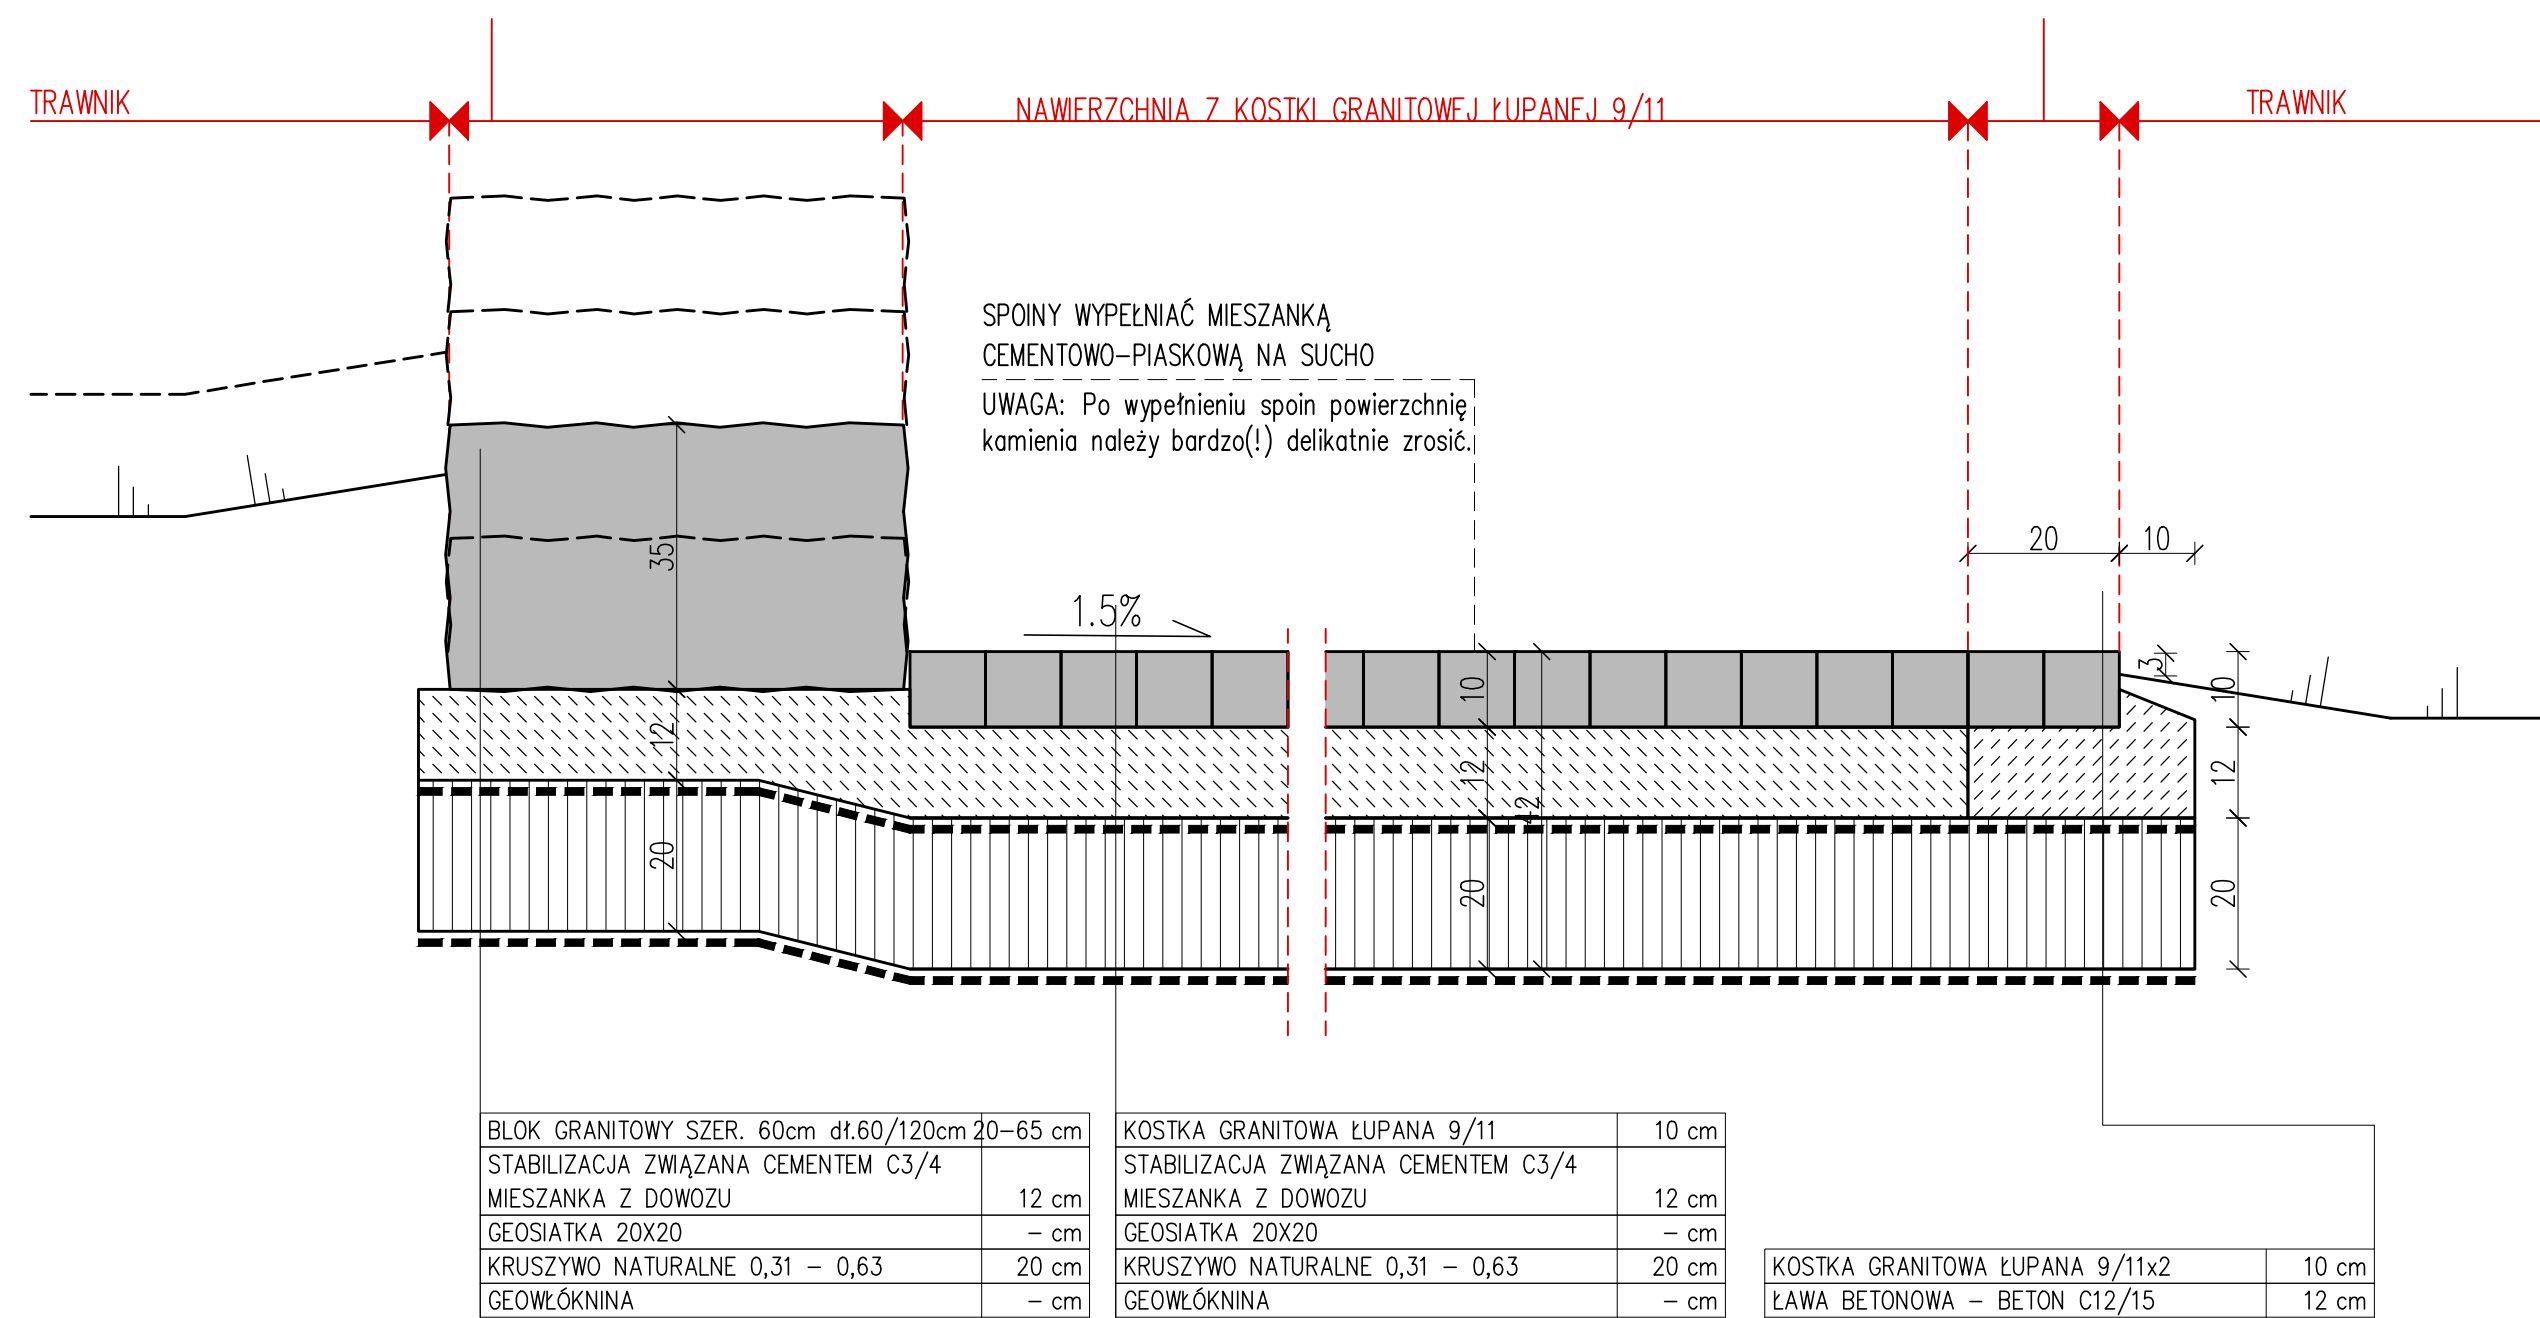 TRAWNIK
NAWIERZCHNIA Z KOSTKI GRANITOWEJ ŁUPANEJ 9/11
TRAWNIK
SPOINY WYPEŁNIAĆ MIESZANKĄ
CEMENTOWO-PIASKOWĄ NA SUCHO
UWAGA: Po wypełnieniu spoin powierzchnię
kamienia należy bardzo(!) delikatnie zrosić.
20 10
35
1.5%
3
10
10
12
12
12
42
20
20
20
BLOK GRANITOWY SZER. 60cm dł.60/120cm 20-65 cm
STABILIZACJA ZWIĄZANA CEMENTEM C3/4
MIESZANKA Z DOWOZU 12 cm
GEOSIATKA 20X20 - cm
KRUSZYWO NATURALNE 0,31 - 0,63 20 cm
GEOWŁÓKNINA - cm
KOSTKA GRANITOWA ŁUPANA 9/11 10 cm
STABILIZACJA ZWIĄZANA CEMENTEM C3/4
MIESZANKA Z DOWOZU 12 cm
GEOSIATKA 20X20 - cm
KRUSZYWO NATURALNE 0,31 - 0,63 20 cm
GEOWŁÓKNINA - cm
KOSTKA GRANITOWA ŁUPANA 9/11x2 10 cm
ŁAWA BETONOWA - BETON C12/15 12 cm